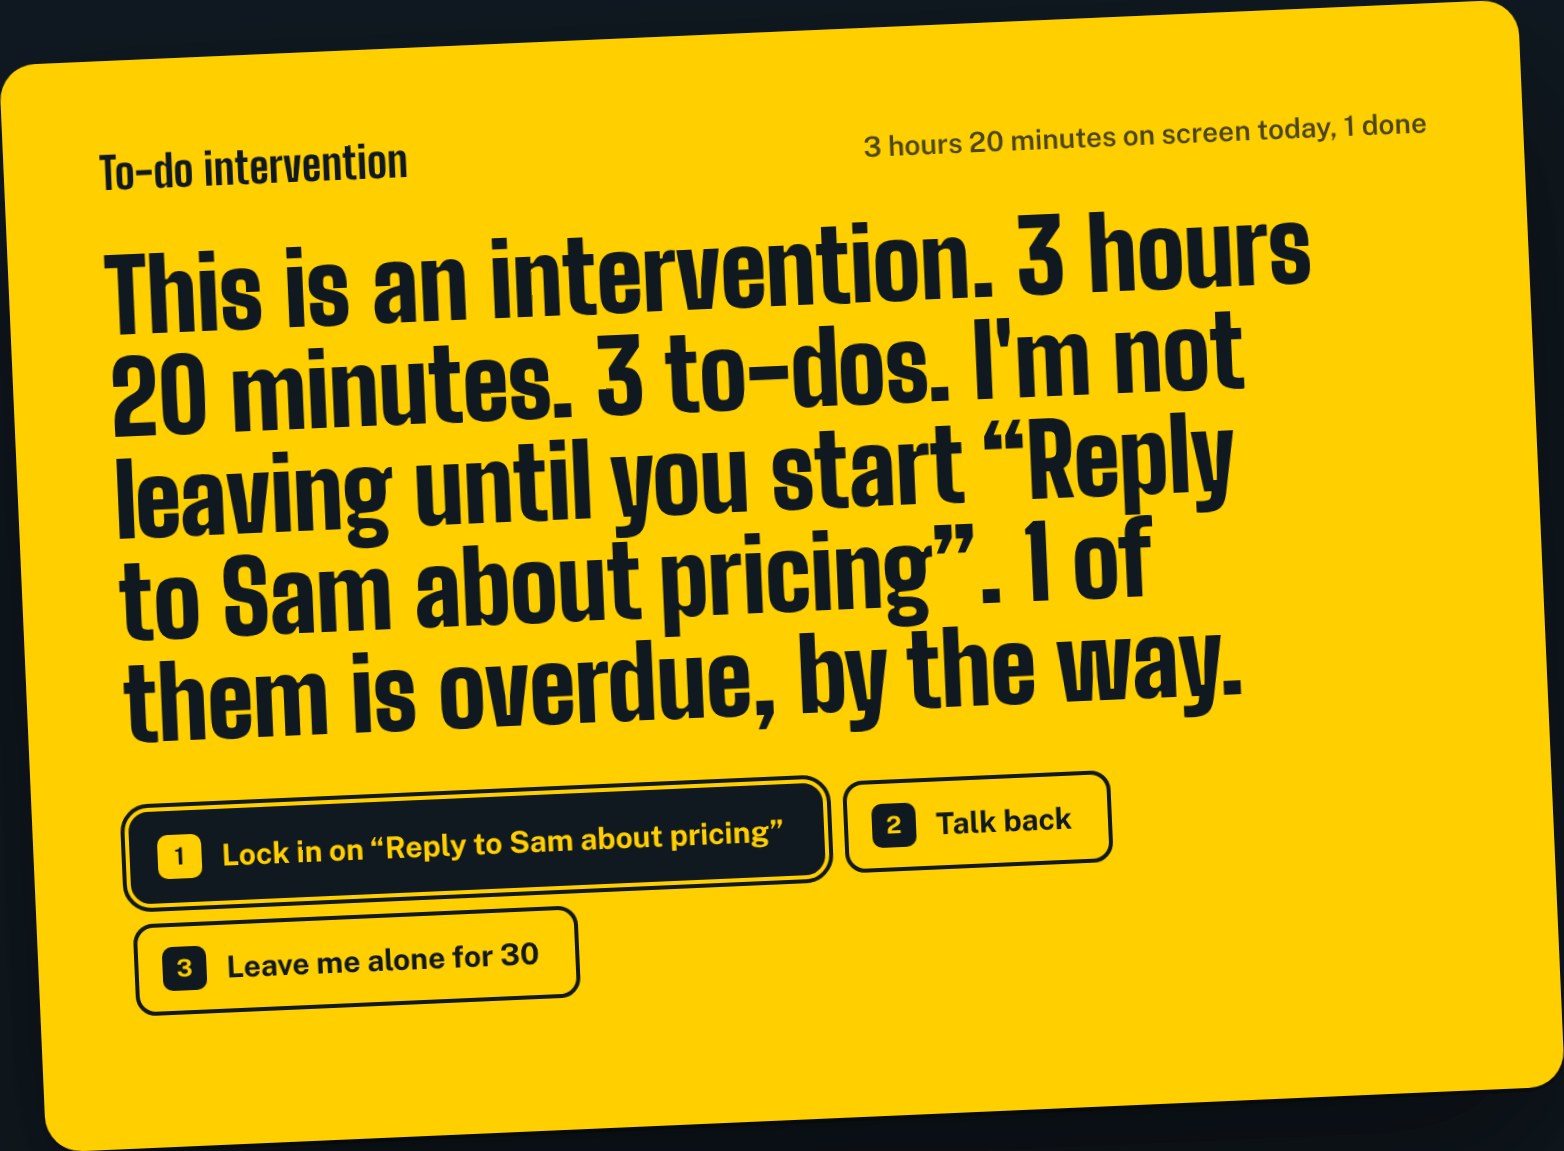 To-do intervention
3 hours 20 minutes on screen today, 1 done
This is an intervention. 3 hours
20 minutes. 3 to-dos. I'm not
leaving until you start “Reply
to Sam about pricing”. 1 of
them is overdue, by the way.
1 Lock in on “Reply to Sam about pricing”
2 Talk back
3 Leave me alone for 30